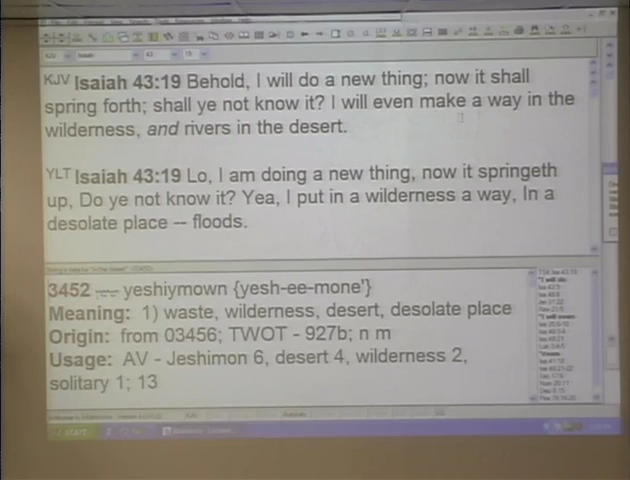 KJV Isaiah 43:19 Behold, I will do a new thing; now it shall
spring forth; shall ye not know it? I will even make a way in the
wilderness, and rivers in the desert.
YLT Isaiah 43:19 Lo, I am doing a new thing, now it springeth
up, Do ye not know it? Yea, I put in a wilderness a way, In a
desolate place -- floods.
3452 yeshiymown {yesh-ee-mone'}
Meaning: 1) waste, wilderness, desert, desolate place
Origin: from 03456; TWOT - 927b; n m
Usage: AV - Jeshimon 6, desert 4, wilderness 2,
solitary 1; 13